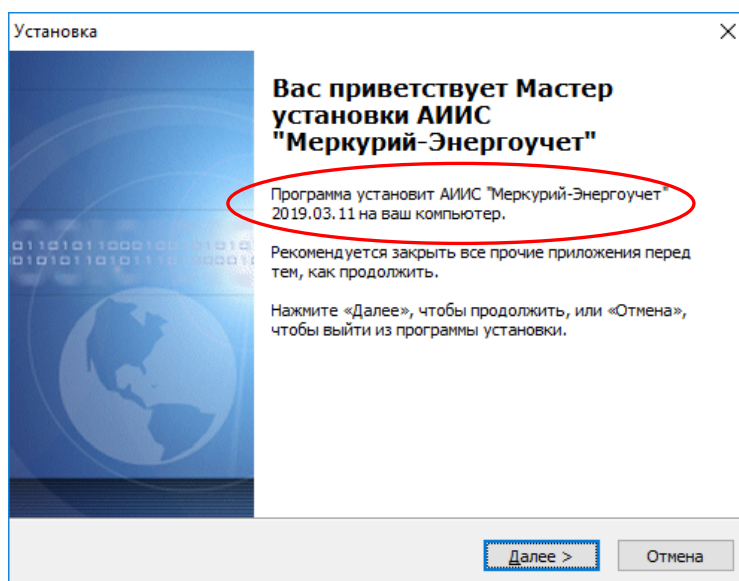 Установка
Вас приветствует Мастер
установки АИИС
"Меркурий-Энергоучет"
Программа установит АИИС "Меркурий-Энергоучет"
2019.03.11 на ваш компьютер.
Рекомендуется закрыть все прочие приложения перед
тем, как продолжить.
Нажмите «Далее», чтобы продолжить, или «Отмена»,
чтобы выйти из программы установки.
Далее >
Отмена